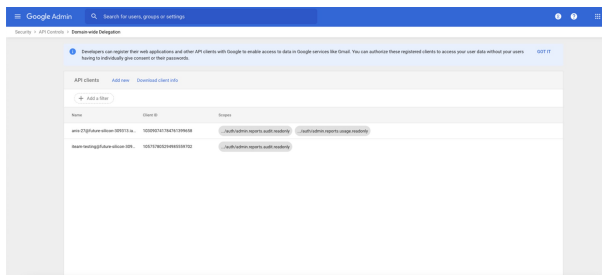 Google Admin
Search for users, groups or settings
Security > API Controls > Domain-wide Delegation
Developers can register their web applications and other API clients with Google to enable access to data in Google services like Gmail. You can authorize these registered clients to access your user data without your users
having to individually give consent or their passwords.
GOT IT
API clients Add new Download client info
+ Add a filter
Name Client ID Scopes
.../auth/admin.reports.audit.readonly .../auth/admin.reports.usage.readonly
.../auth/admin.reports.audit.readonly